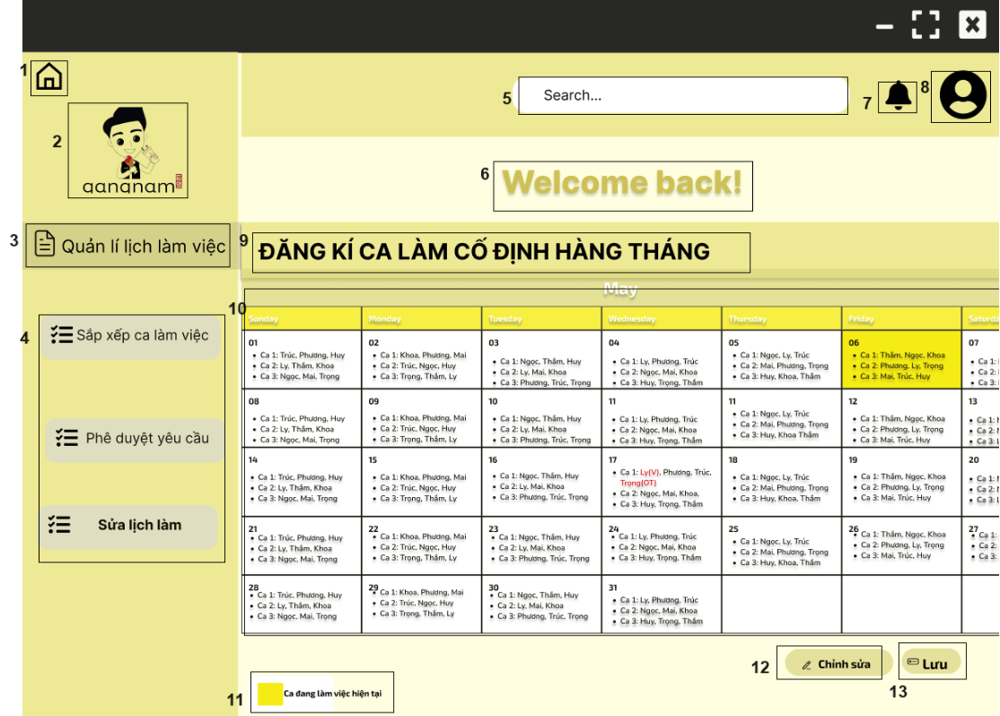 1
5
Search...
7
8
2
gangnam
6
Welcome back!
3
Quản lí lịch làm việc
9
ĐĂNG KÍ CA LÀM CỐ ĐỊNH HÀNG THÁNG
10
May
Sunday Monday Tuesday Wednesday Thursday Friday Saturda
4
Sắp xếp ca làm việc
Phê duyệt yêu cầu
Sửa lịch làm
01
• Ca 1: Trúc, Phương, Huy
• Ca 2: Ly, Thắm, Khoa
• Ca 3: Ngọc, Mai, Trọng
02
• Ca 1: Khoa, Phương, Mai
• Ca 2: Trúc, Ngọc, Huy
• Ca 3: Trọng, Thắm, Ly
03
• Ca 1: Ngọc, Thắm, Huy
• Ca 2: Ly, Mai, Khoa
• Ca 3: Phương, Trúc, Trọng
04
• Ca 1: Ly, Phương, Trúc
• Ca 2: Ngọc, Mai, Khoa
• Ca 3: Huy, Trọng, Thắm
05
• Ca 1: Ngọc, Ly, Trúc
• Ca 2: Mai, Phương, Trọng
• Ca 3: Huy, Khoa, Thắm
06
• Ca 1: Thắm, Ngọc, Khoa
• Ca 2: Phương, Ly, Trọng
• Ca 3: Mai, Trúc, Huy
07
• Ca 1:
• Ca 2:
• Ca 3:
08
• Ca 1: Trúc, Phương, Huy
• Ca 2: Ly, Thắm, Khoa
• Ca 3: Ngọc, Mai, Trọng
09
• Ca 1: Khoa, Phương, Mai
• Ca 2: Trúc, Ngọc, Huy
• Ca 3: Trọng, Thắm, Ly
10
• Ca 1: Ngọc, Thắm, Huy
• Ca 2: Ly, Mai, Khoa
• Ca 3: Phương, Trúc, Trọng
11
• Ca 1: Ly, Phương, Trúc
• Ca 2: Ngọc, Mai, Khoa
• Ca 3: Huy, Trọng, Thắm
11
• Ca 1: Ngọc, Ly, Trúc
• Ca 2: Mai, Phương, Trọng
• Ca 3: Huy, Khoa Thắm
12
• Ca 1: Thắm, Ngọc, Khoa
• Ca 2: Phương, Ly, Trọng
• Ca 3: Mai, Trúc, Huy
13
• Ca 1:
• Ca 2:
• Ca 3:
14
• Ca 1: Trúc, Phương, Huy
• Ca 2: Ly, Thắm, Khoa
• Ca 3: Ngọc, Mai, Trọng
15
• Ca 1: Khoa, Phương, Mai
• Ca 2: Trúc, Ngọc, Huy
• Ca 3: Trọng, Thắm, Ly
16
• Ca 1: Ngọc, Thắm, Huy
• Ca 2: Ly, Mai, Khoa
• Ca 3: Phương, Trúc, Trọng
17
• Ca 1: Ly(V), Phương, Trúc,
Trọng(OT)
• Ca 2: Ngọc, Mai, Khoa,
• Ca 3: Huy, Trọng, Thắm
18
• Ca 1: Ngọc, Ly, Trúc
• Ca 2: Mai, Phương, Trọng
• Ca 3: Huy, Khoa, Thắm
19
• Ca 1: Thắm, Ngọc, Khoa
• Ca 2: Phương, Ly, Trọng
• Ca 3: Mai, Trúc, Huy
20
• Ca 1:
• Ca 2:
• Ca 3:
21
• Ca 1: Trúc, Phương, Huy
• Ca 2: Ly, Thắm, Khoa
• Ca 3: Ngọc, Mai, Trọng
22
• Ca 1: Khoa, Phương, Mai
• Ca 2: Trúc, Ngọc, Huy
• Ca 3: Trọng, Thắm, Ly
23
• Ca 1: Ngọc, Thắm, Huy
• Ca 2: Ly, Mai, Khoa
• Ca 3: Phương, Trúc, Trọng
24
• Ca 1: Ly, Phương, Trúc
• Ca 2: Ngọc, Mai, Khoa
• Ca 3: Huy, Trọng, Thắm
25
• Ca 1: Ngọc, Ly, Trúc
• Ca 2: Mai, Phương, Trọng
• Ca 3: Huy, Khoa, Thắm
26
• Ca 1: Thắm, Ngọc, Khoa
• Ca 2: Phương, Ly, Trọng
• Ca 3: Mai, Trúc, Huy
27
• Ca 1:
• Ca 2:
• Ca 3:
28
• Ca 1: Trúc, Phương, Huy
• Ca 2: Ly, Thắm, Khoa
• Ca 3: Ngọc, Mai, Trọng
29
• Ca 1: Khoa, Phương, Mai
• Ca 2: Trúc, Ngọc, Huy
• Ca 3: Trọng, Thắm, Ly
30
• Ca 1: Ngọc, Thắm, Huy
• Ca 2: Ly, Mai, Khoa
• Ca 3: Phương, Trúc, Trọng
31
• Ca 1: Ly, Phương, Trúc
• Ca 2: Ngọc, Mai, Khoa
• Ca 3: Huy, Trọng, Thắm
12
Chỉnh sửa
Lưu
13
11
Ca đang làm việc hiện tại